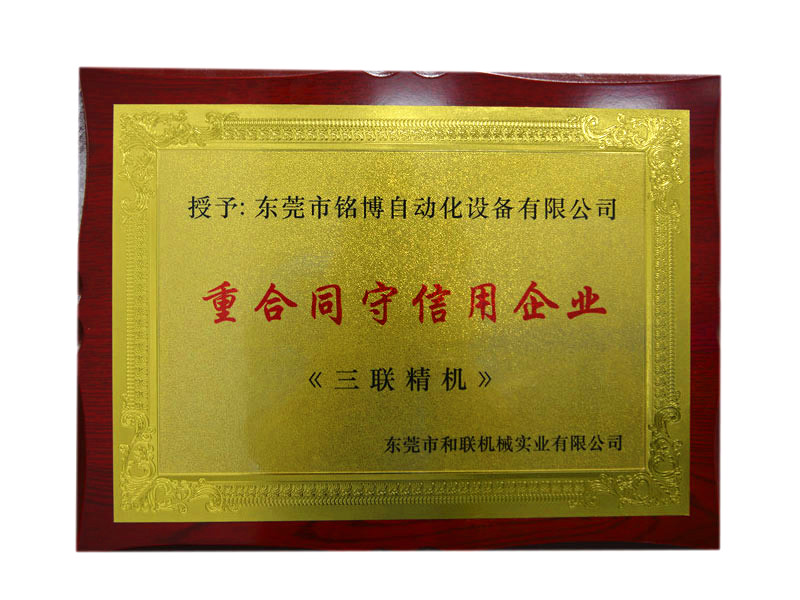 授予: 东莞市铭博自动化设备有限公司
重合同守信用企业
《三联精机》
东莞市和联机械实业有限公司